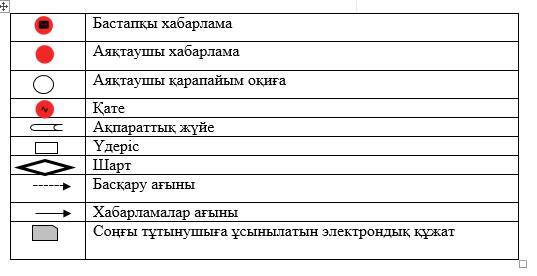 Бастапқы хабарлама
Аяқтаушы хабарлама
Аяқтаушы қарапайым оқиға
Қате
Ақпараттық жүйе
Үдеріс
Шарт
Басқару ағыны
Хабарламалар ағыны
Соңғы тұтынушыға ұсынылатын электрондық құжат